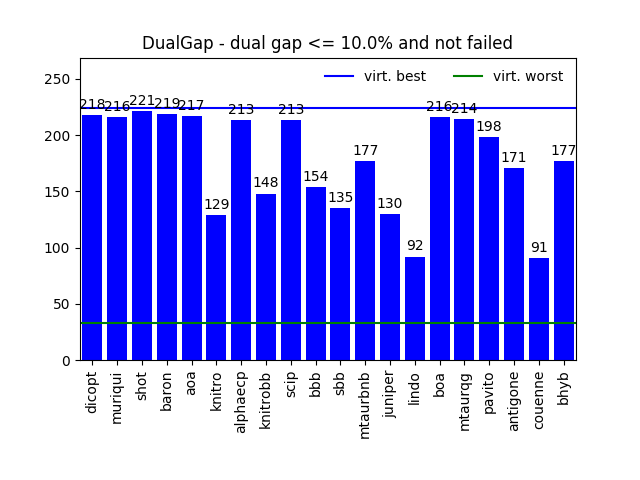 DualGap - dual gap <= 10.0% and not failed
virt. best
virt. worst
250
200
150
100
50
0
218
216
221
219
217
129
213
148
213
154
135
177
130
92
216
214
198
171
91
177
dicopt
muriqui
shot
baron
aoa
knitro
alphaecp
knitrobb
scip
bbb
sbb
mtaurbnb
juniper
lindo
boa
mtaurqg
pavito
antigone
couenne
bhyb